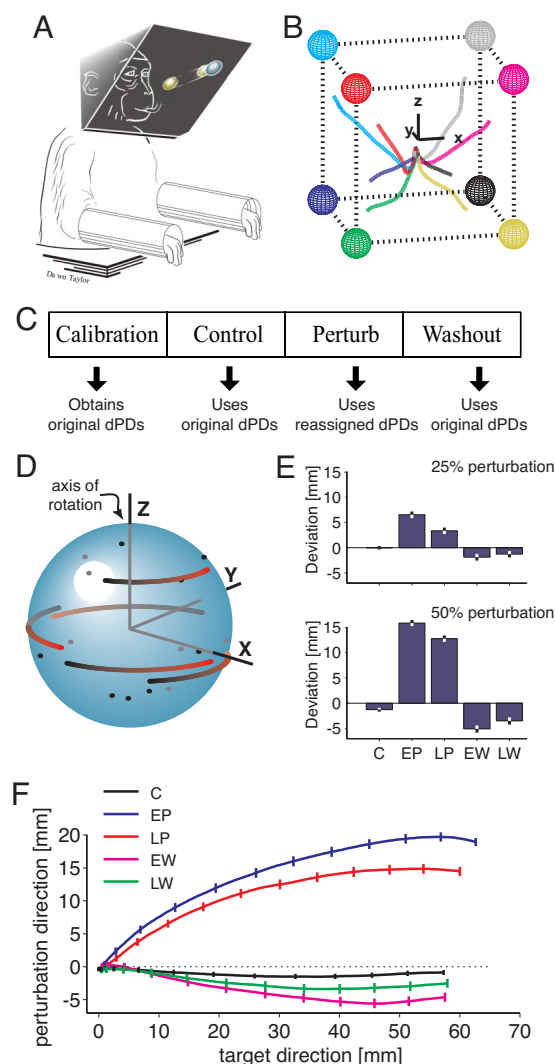 A
Dawn Taylor
B
z
y
x
C
Calibration Control Perturb Washout
Obtains original dPDs
Uses original dPDs
Uses reassigned dPDs
Uses original dPDs
D
axis of rotation
Z
Y
X
E
25% perturbation
Deviation [mm]
15
10
5
0
-5
50% perturbation
Deviation [mm]
15
10
5
0
-5
C EP LP EW LW
F
C
EP
LP
EW
LW
perturbation direction [mm]
20
15
10
5
0
-5
0 10 20 30 40 50 60 70
target direction [mm]